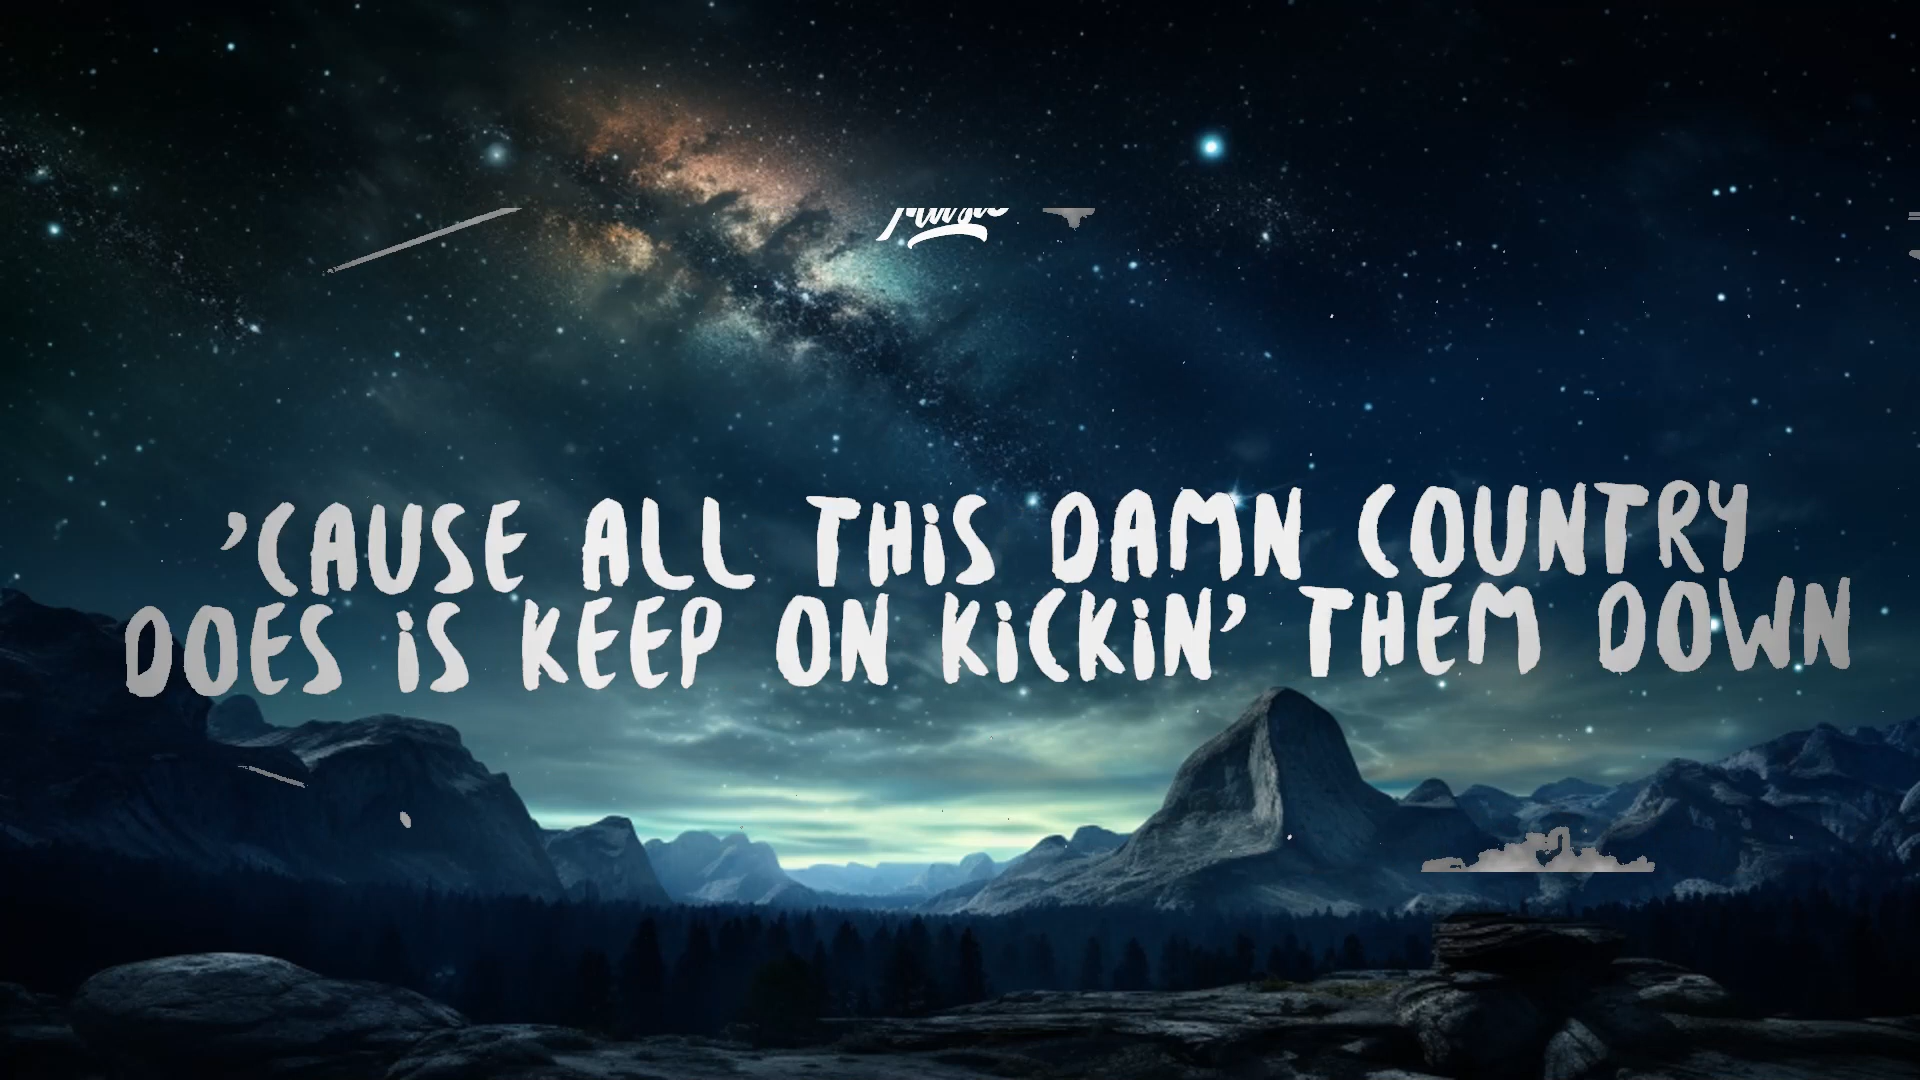 ’CAUSE ALL THiS DAMN COUNTRY
DOES iS KEEP ON KiCKiN’ THEM DOWN